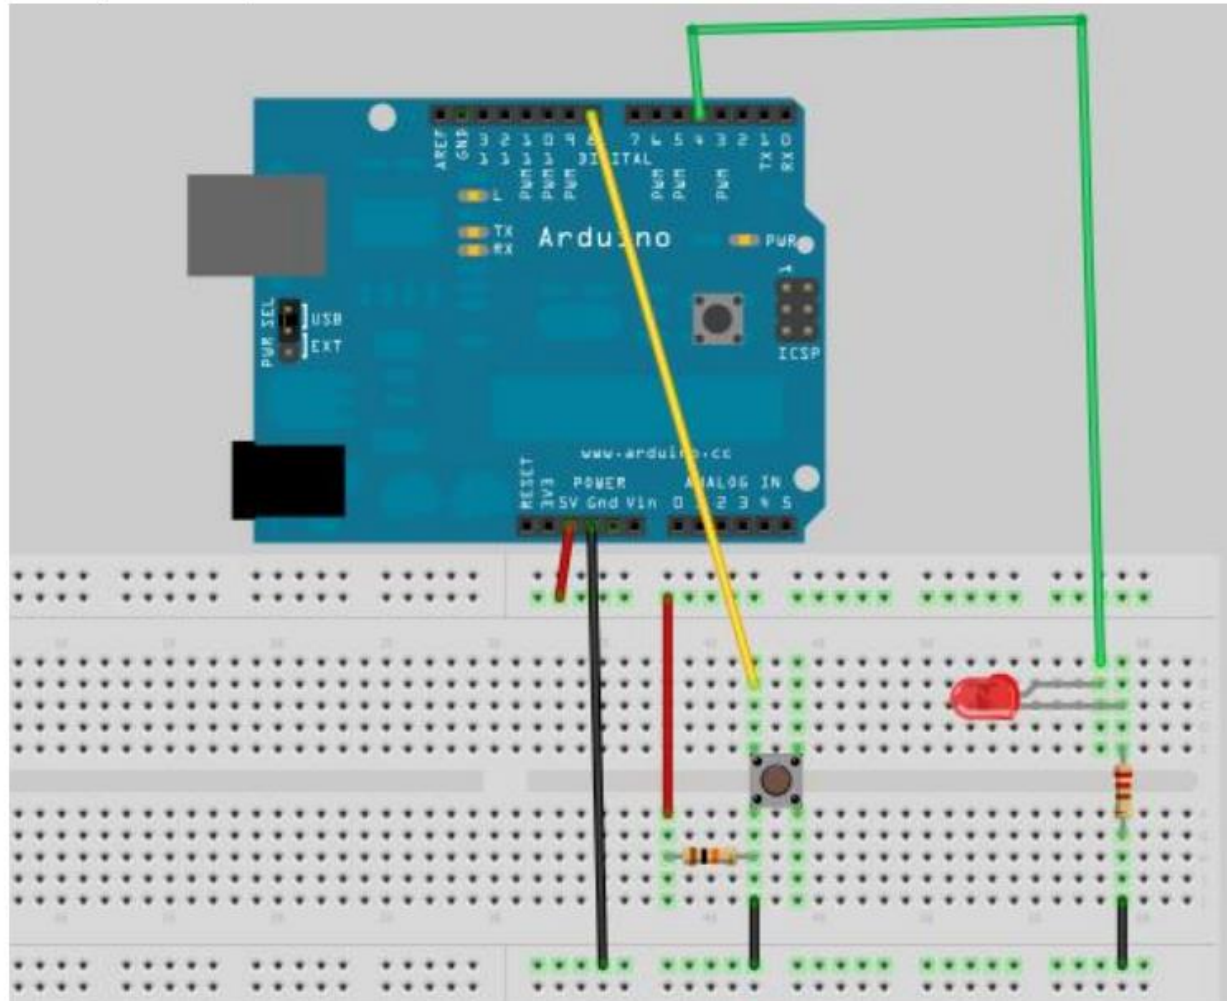 AREF
GND
13
12
11
10
9
8
7
6
5
4
3
2
1
0
PWM
PWM
PWM
PWM
PWM
PWM
TX
RX
DIGITAL
L
TX
RX
Arduino
PWR
1
ICSP
PWR SEL
USB
EXT
www.arduino.cc
RESET
3V3
POWER
ANALOG IN
5V Gnd Vin
0 1 2 3 4 5